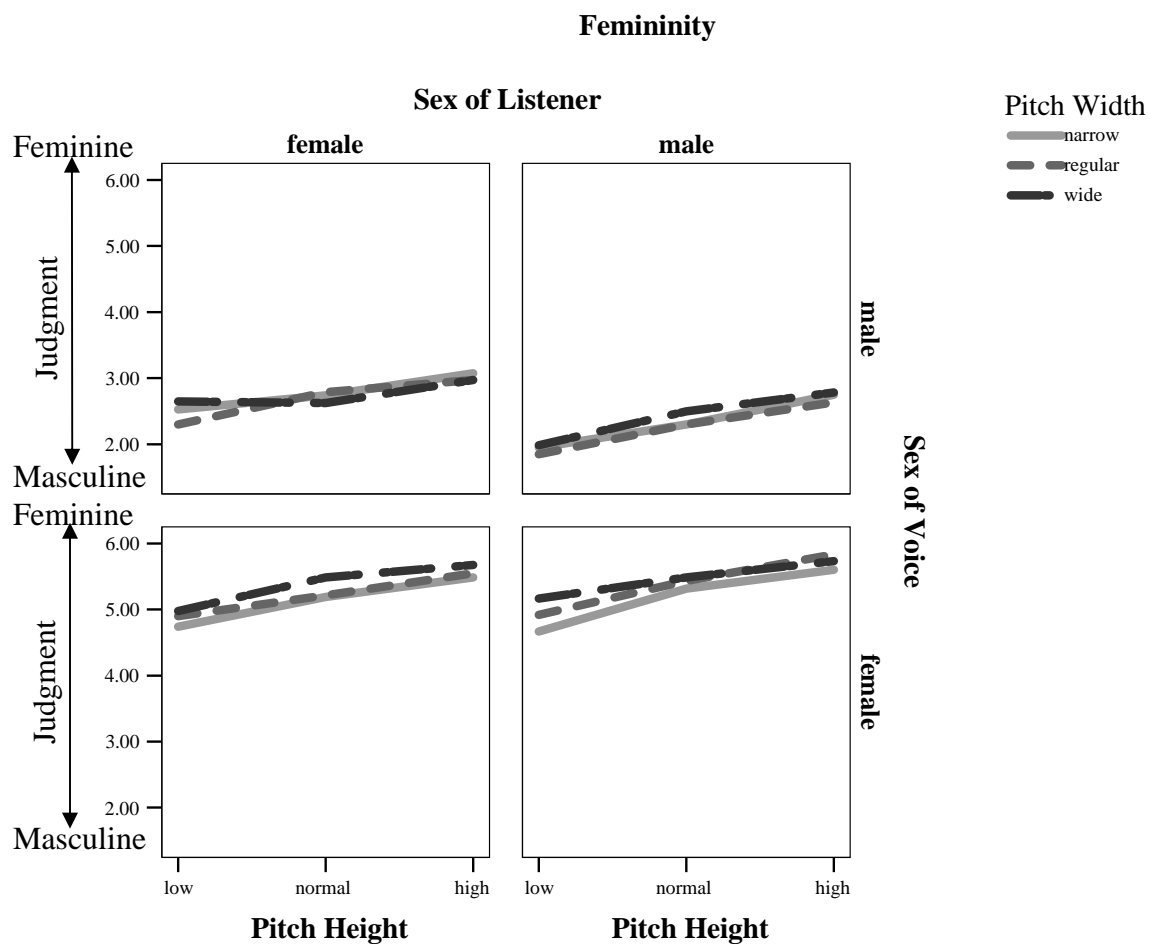 Femininity
Sex of Listener
Pitch Width
narrow
regular
wide
female
male
Feminine
6.00
5.00
4.00
3.00
2.00
Judgment
Masculine
male
Feminine
6.00
5.00
4.00
3.00
2.00
Judgment
Masculine
female
Sex of Voice
low
normal
high
low
normal
high
Pitch Height
Pitch Height